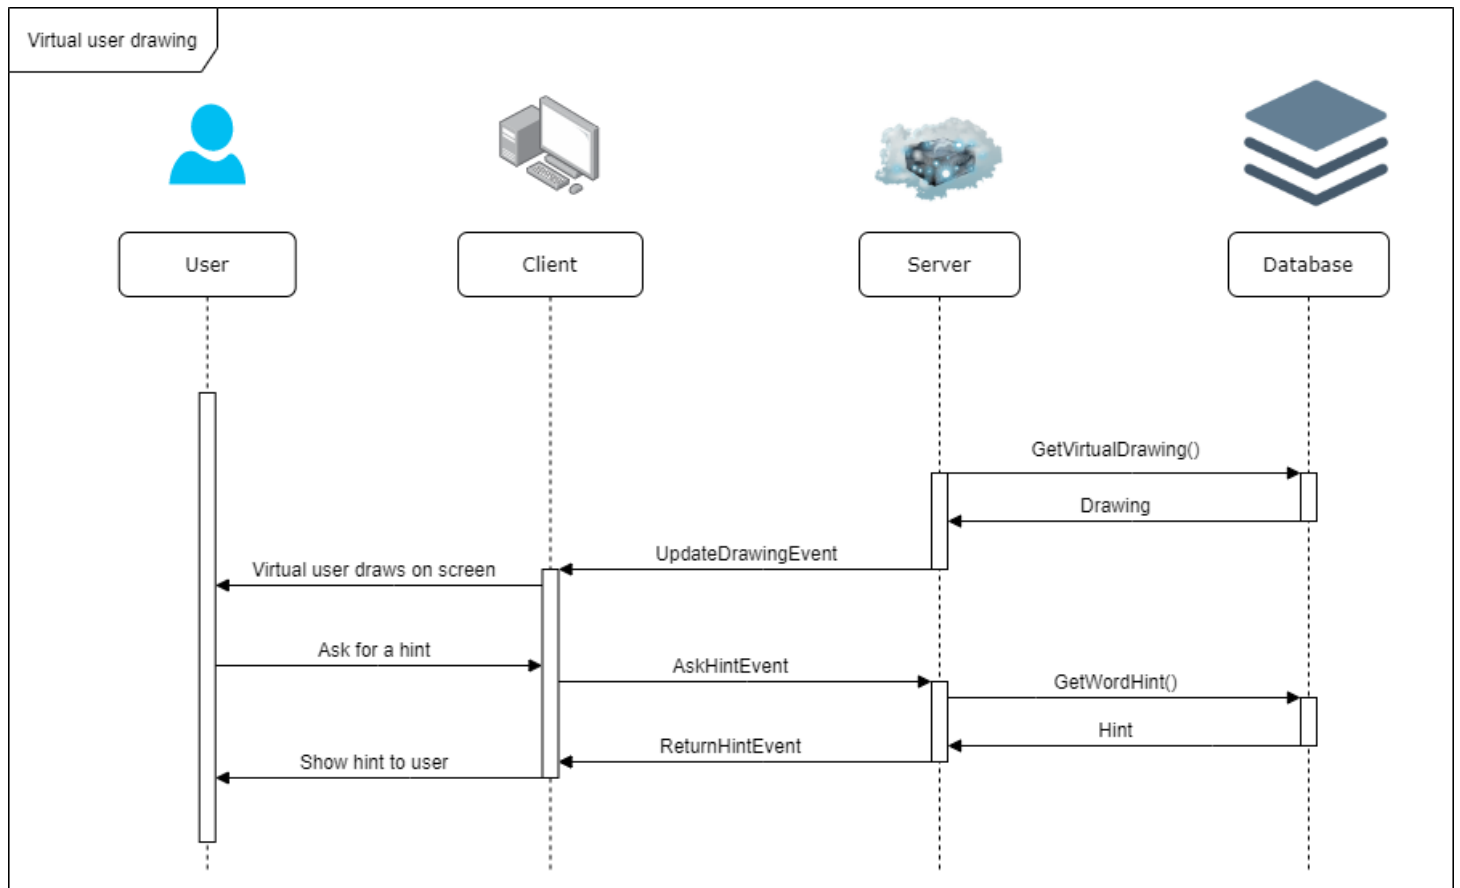 Virtual user drawing
User
Client
Server
Database
GetVirtualDrawing()
Drawing
UpdateDrawingEvent
Virtual user draws on screen
Ask for a hint
AskHintEvent
GetWordHint()
Hint
ReturnHintEvent
Show hint to user